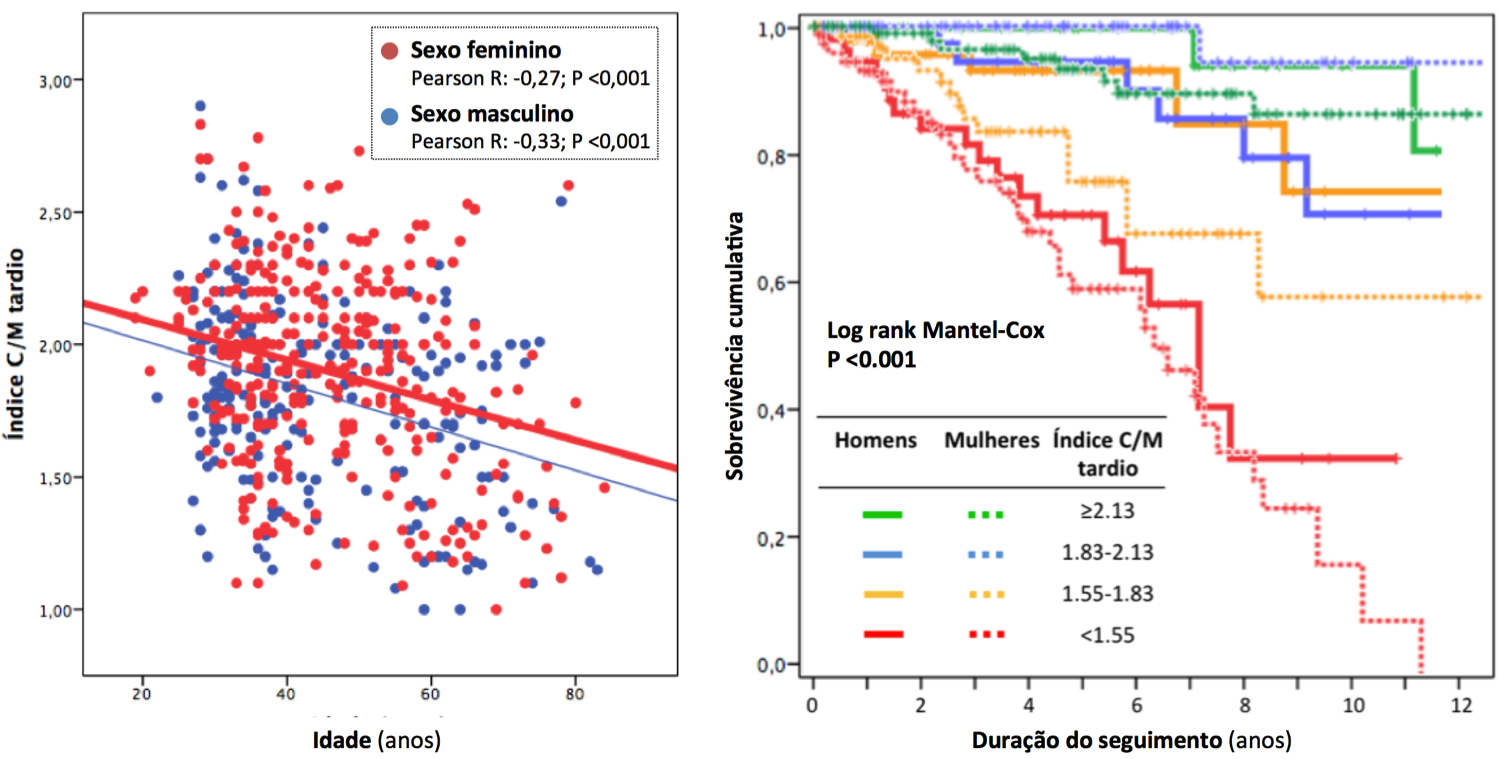 Sexo feminino
Pearson R: -0,27; P <0,001
Sexo masculino
Pearson R: -0,33; P <0,001
3,00
2,50
2,00
1,50
1,00
Índice C/M tardio
20 40 60 80
Idade (anos)
1,0
0,8
0,6
0,4
0,2
0,0
Sobrevivência cumulativa
Log rank Mantel-Cox
P <0.001
Homens Mulheres Índice C/M
tardio
≥2.13
1.83-2.13
1.55-1.83
<1.55
0 2 4 6 8 10 12
Duração do seguimento (anos)